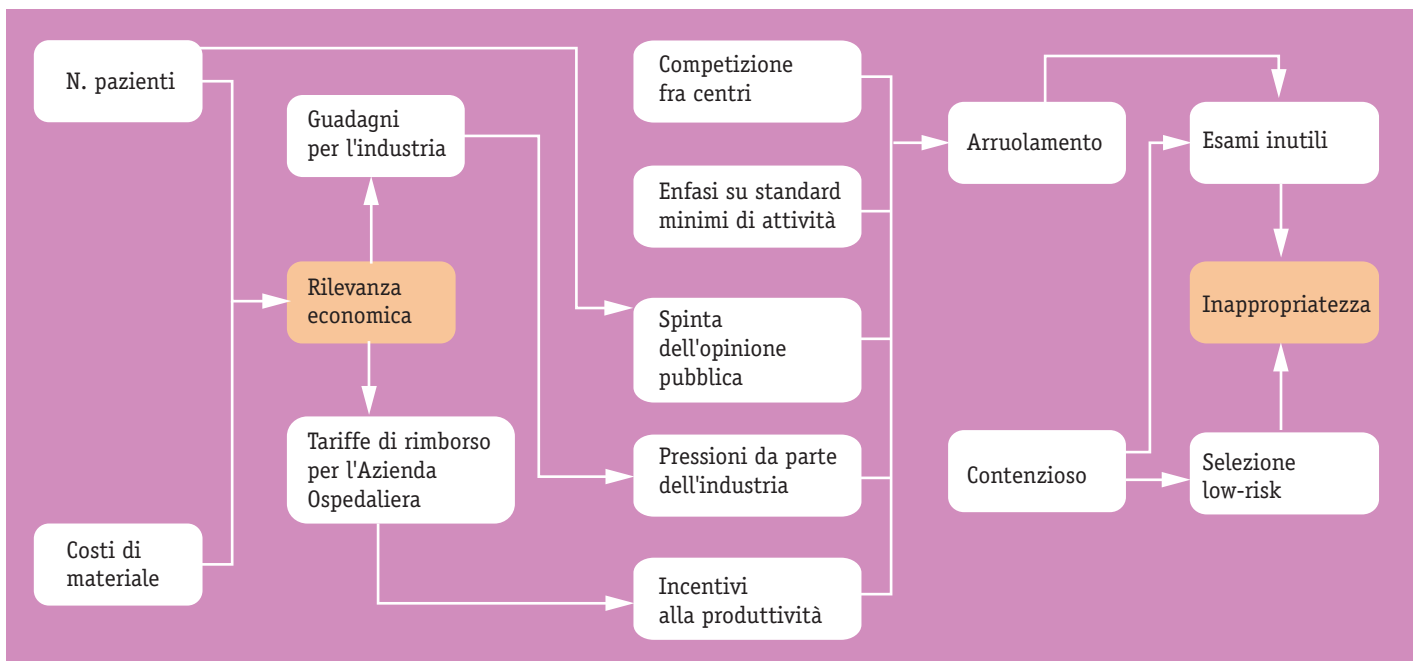 N. pazienti
Guadagni
per l'industria
Rilevanza
economica
Tariffe di rimborso
per l'Azienda
Ospedaliera
Costi di
materiale
Competizione
fra centri
Enfasi su standard
minimi di attività
Spinta
dell'opinione
pubblica
Pressioni da parte
dell'industria
Incentivi
alla produttività
Arruolamento
Esami inutili
Inappropriatezza
Contenzioso
Selezione
low-risk